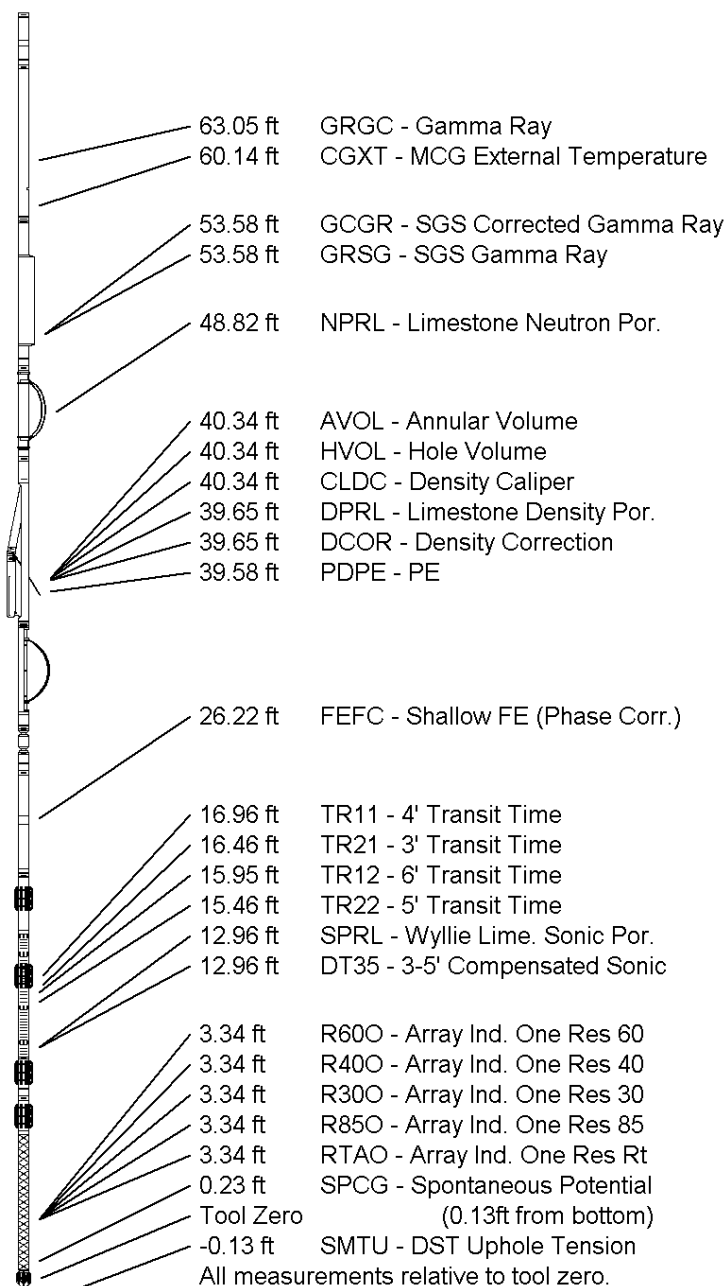 63.05 ft GRGC - Gamma Ray
60.14 ft CGXT - MCG External Temperature
53.58 ft GCGR - SGS Corrected Gamma Ray
53.58 ft GRSG - SGS Gamma Ray
48.82 ft NPRL - Limestone Neutron Por.
40.34 ft AVOL - Annular Volume
40.34 ft HVOL - Hole Volume
40.34 ft CLDC - Density Caliper
39.65 ft DPRL - Limestone Density Por.
39.65 ft DCOR - Density Correction
39.58 ft PDPE - PE
26.22 ft FEFC - Shallow FE (Phase Corr.)
16.96 ft TR11 - 4' Transit Time
16.46 ft TR21 - 3' Transit Time
15.95 ft TR12 - 6' Transit Time
15.46 ft TR22 - 5' Transit Time
12.96 ft SPRL - Wyllie Lime. Sonic Por.
12.96 ft DT35 - 3-5' Compensated Sonic
3.34 ft R60O - Array Ind. One Res 60
3.34 ft R40O - Array Ind. One Res 40
3.34 ft R30O - Array Ind. One Res 30
3.34 ft R85O - Array Ind. One Res 85
3.34 ft RTAO - Array Ind. One Res Rt
0.23 ft SPCG - Spontaneous Potential
Tool Zero (0.13ft from bottom)
-0.13 ft SMTU - DST Uphole Tension
All measurements relative to tool zero.